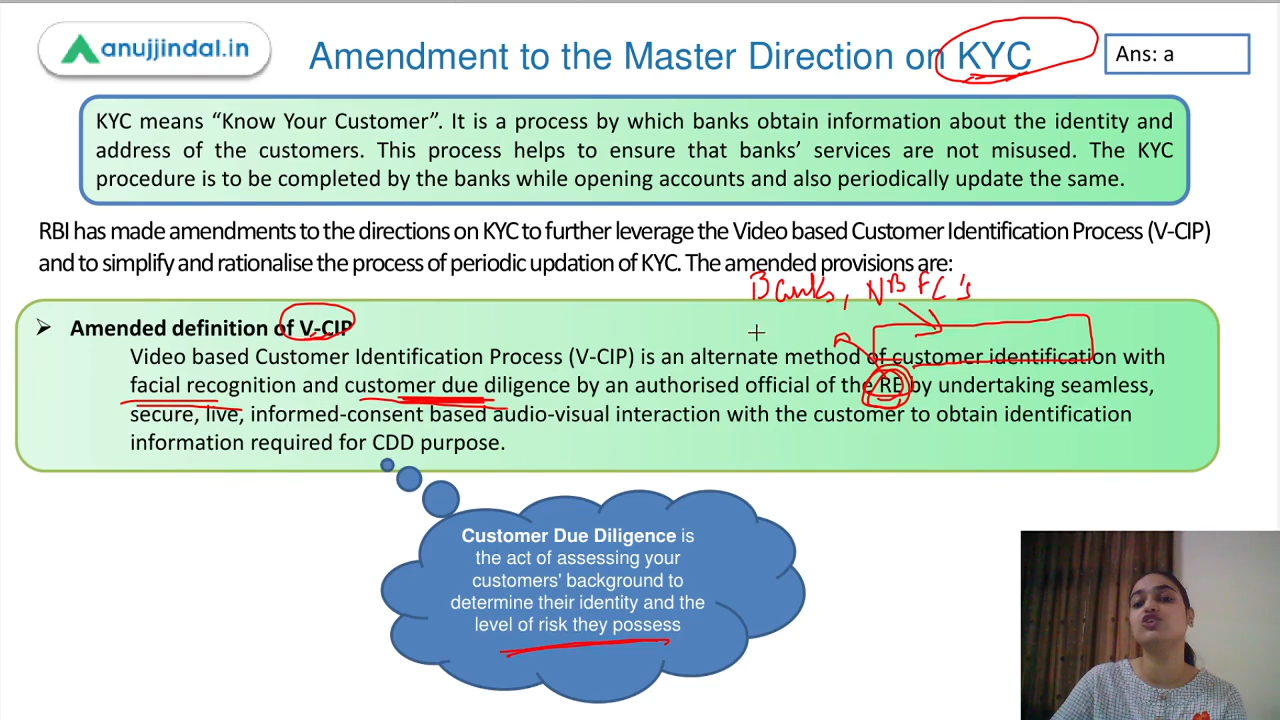 anujjindal.in
Amendment to the Master Direction on KYC
Ans: a
KYC means “Know Your Customer”. It is a process by which banks obtain information about the identity and
address of the customers. This process helps to ensure that banks’ services are not misused. The KYC
procedure is to be completed by the banks while opening accounts and also periodically update the same.
RBI has made amendments to the directions on KYC to further leverage the Video based Customer Identification Process (V-CIP)
and to simplify and rationalise the process of periodic updation of KYC. The amended provisions are:
Banks, NBFC's
➢ Amended definition of V-CIP
Video based Customer Identification Process (V-CIP) is an alternate method of customer identification with
facial recognition and customer due diligence by an authorised official of the RE by undertaking seamless,
secure, live, informed-consent based audio-visual interaction with the customer to obtain identification
information required for CDD purpose.
Customer Due Diligence is
the act of assessing your
customers' background to
determine their identity and the
level of risk they possess